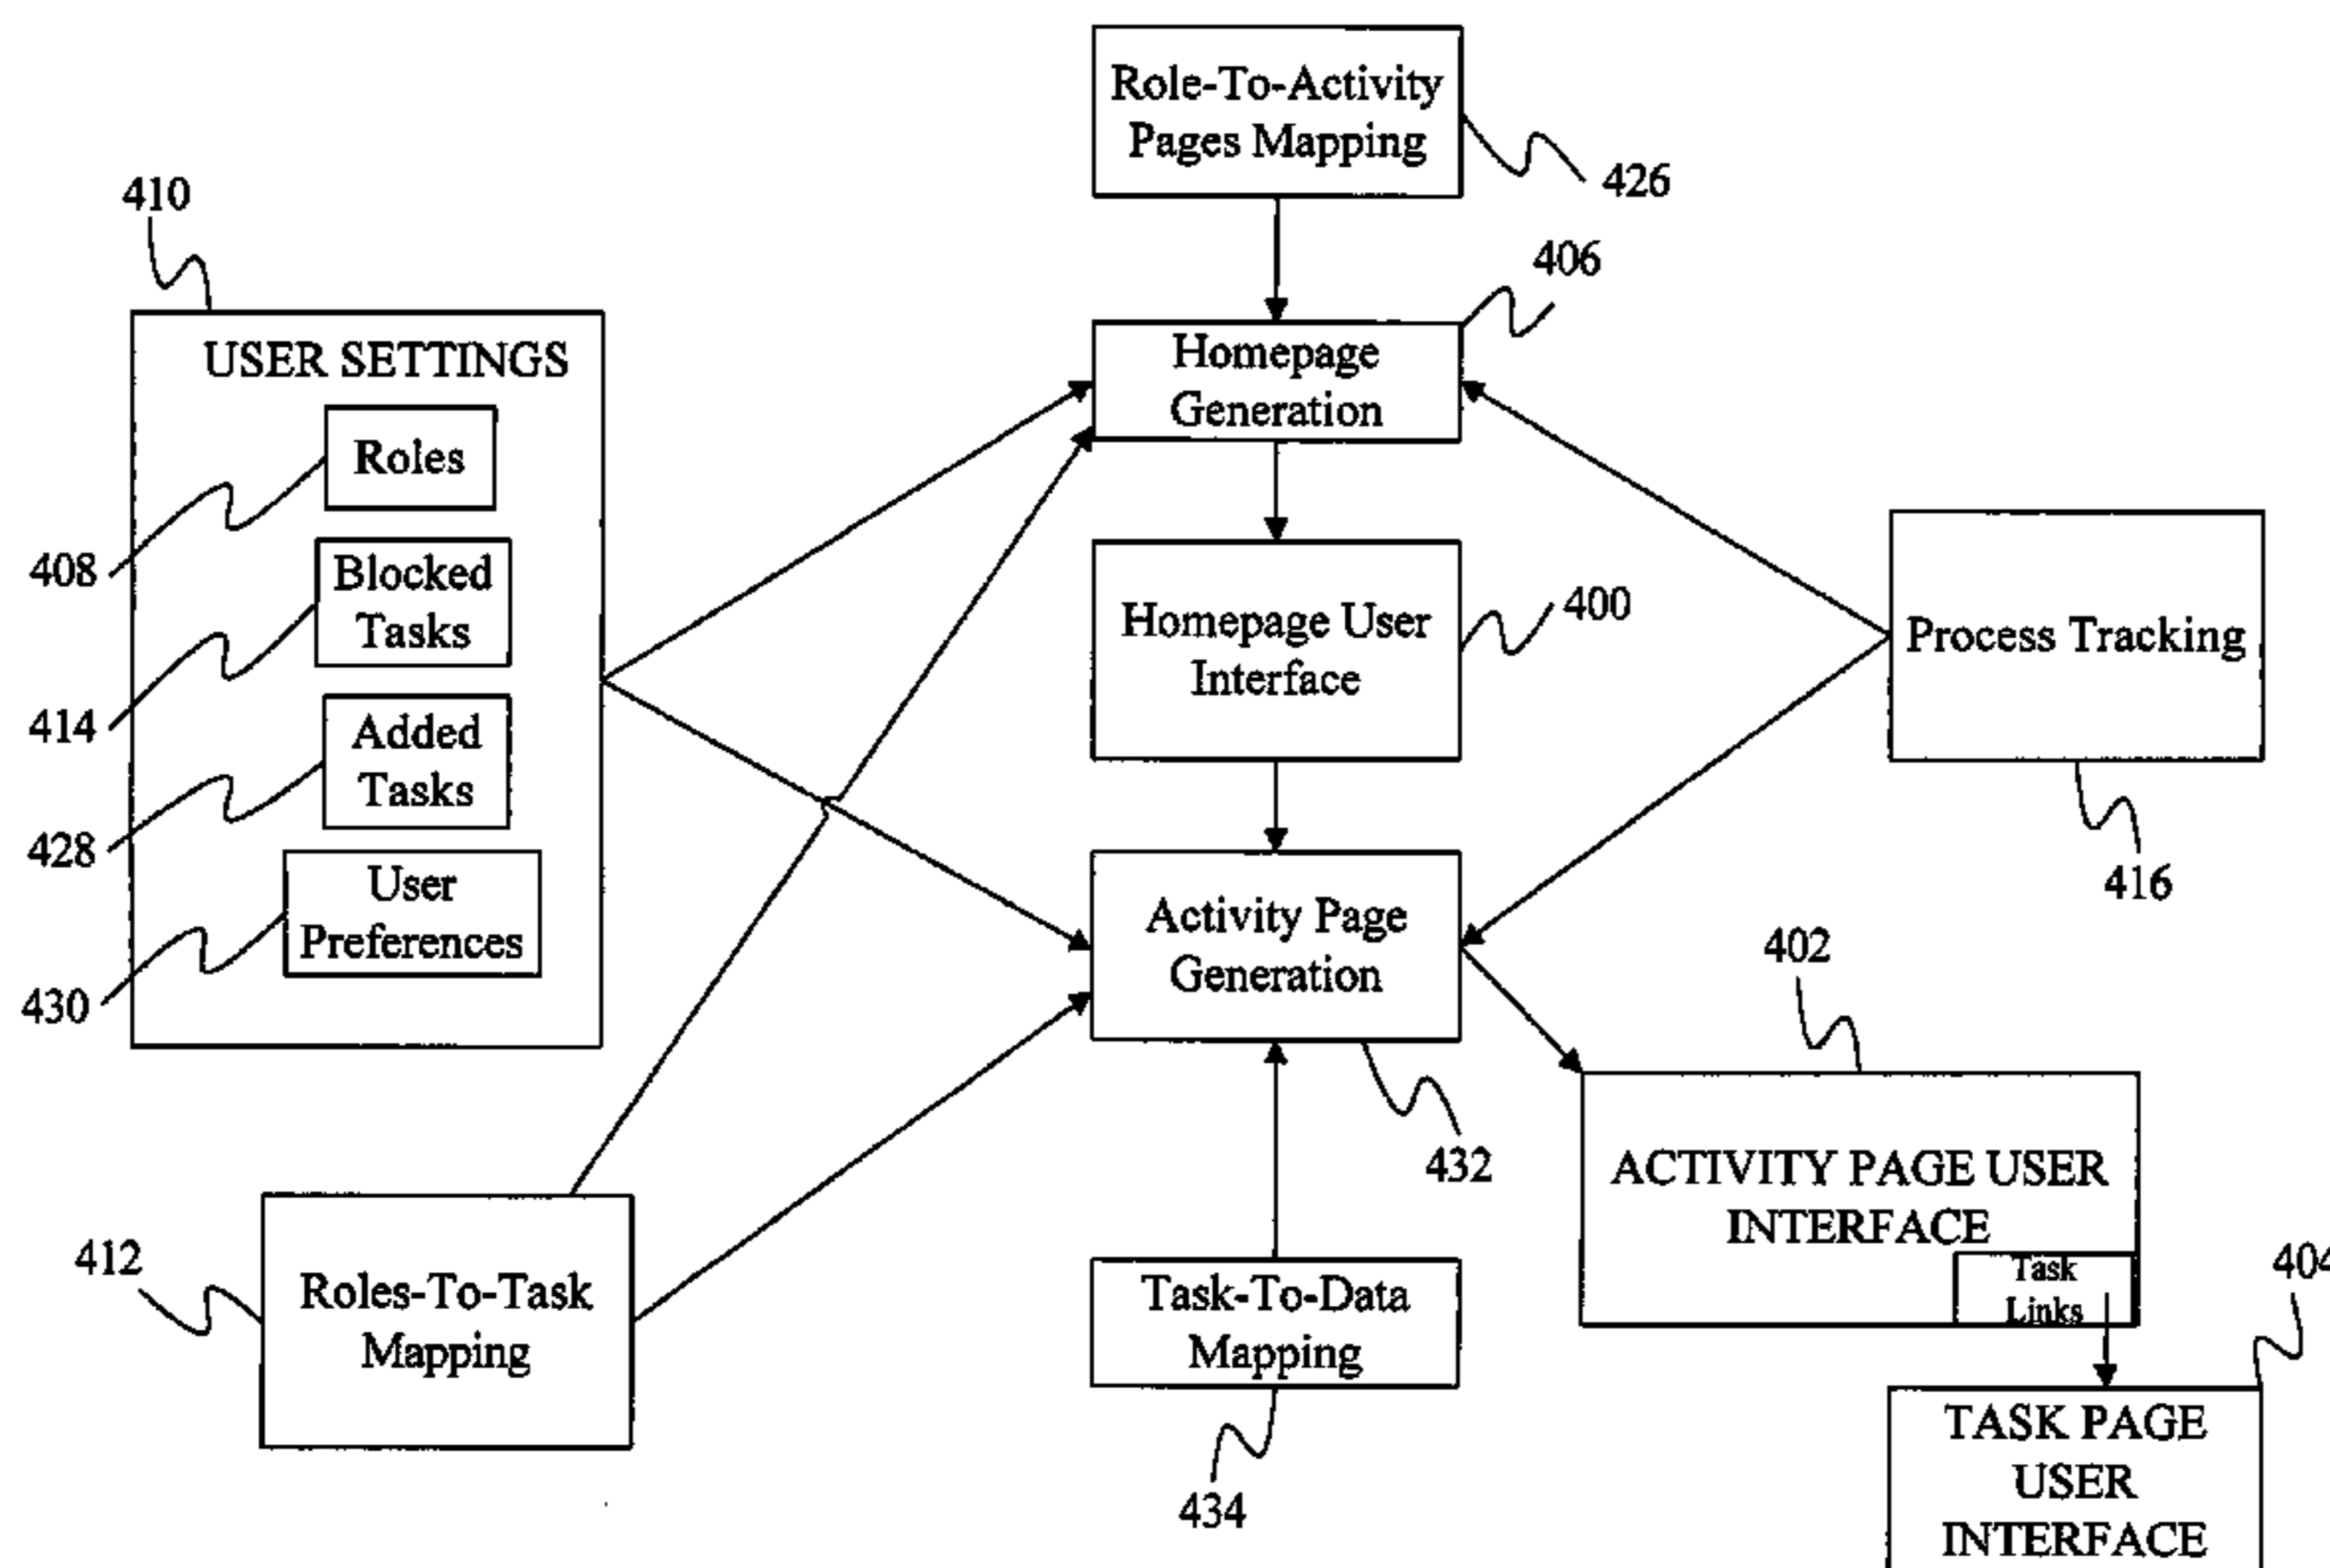 Role-To-Activity
Pages Mapping
426
410
406
USER SETTINGS
Homepage
Generation
Roles
408
Blocked
Tasks
414
Homepage User
Interface
400
Process Tracking
416
Added
Tasks
428
User
Preferences
430
Activity Page
Generation
432
402
ACTIVITY PAGE USER
INTERFACE
Task
Links
412
Roles-To-Task
Mapping
Task-To-Data
Mapping
434
404
TASK PAGE
USER
INTERFACE